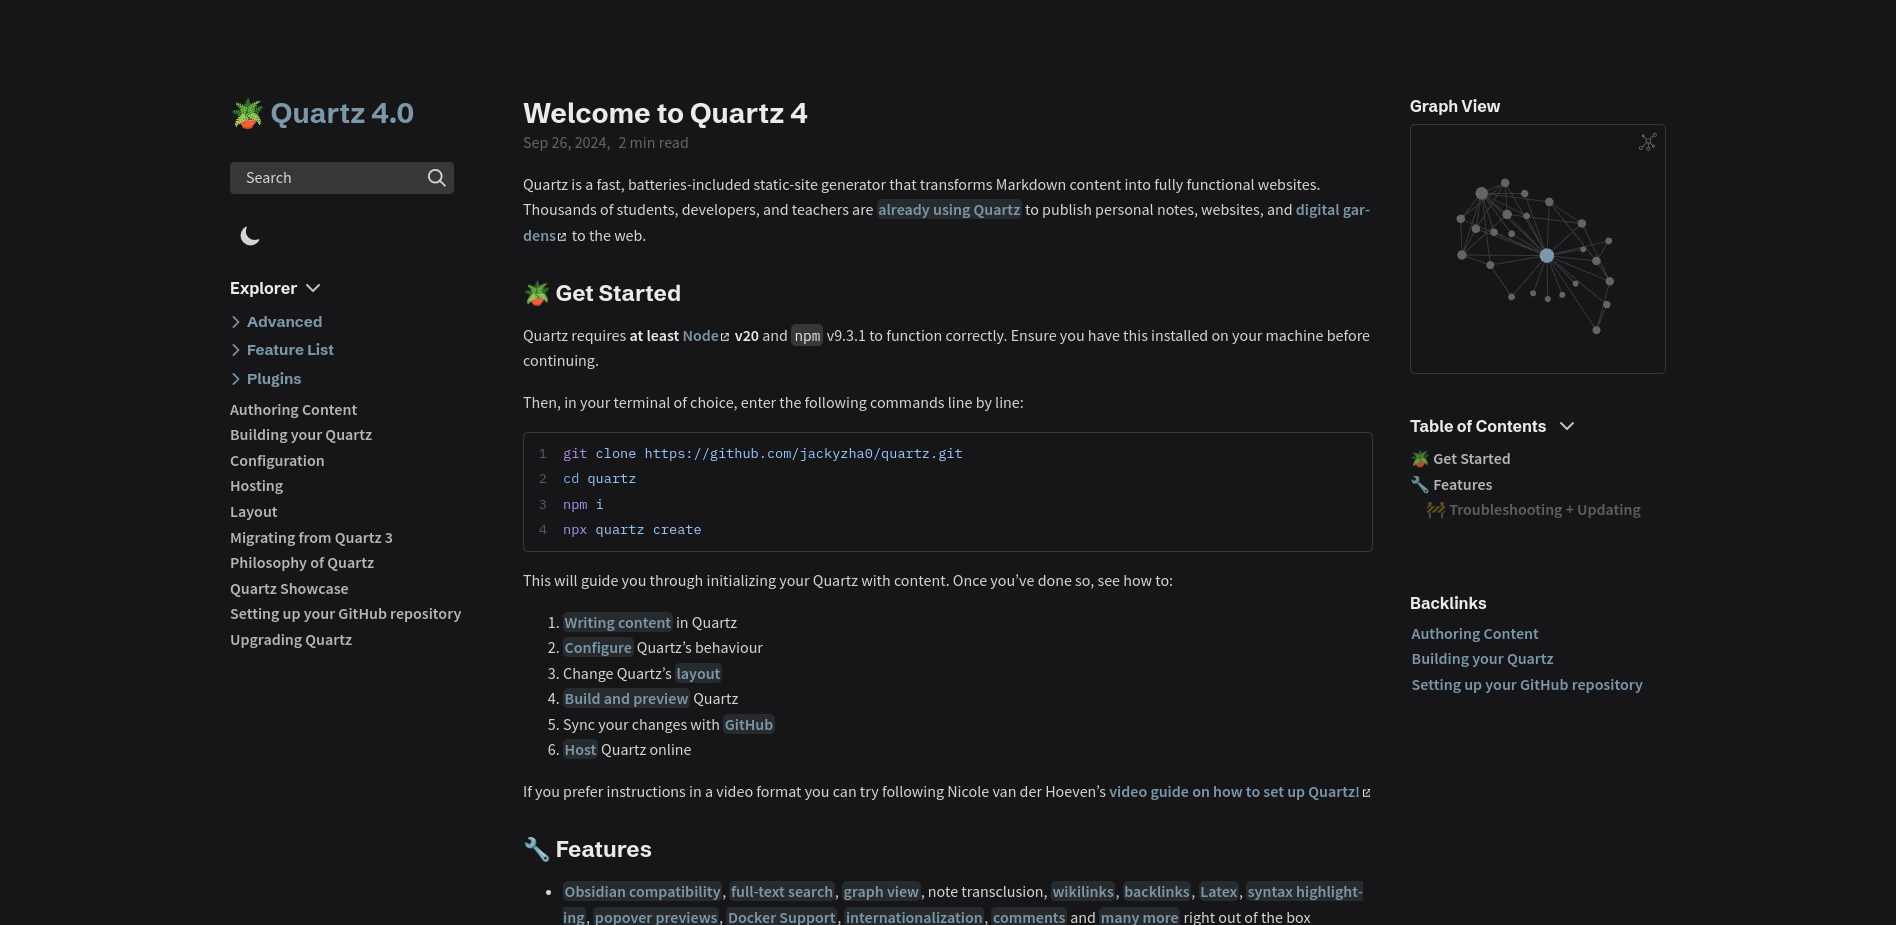 🪴 Quartz 4.0
Search
Explorer
Advanced
Feature List
Plugins
Authoring Content
Building your Quartz
Configuration
Hosting
Layout
Migrating from Quartz 3
Philosophy of Quartz
Quartz Showcase
Setting up your GitHub repository
Upgrading Quartz
Welcome to Quartz 4
Sep 26, 2024, 2 min read
Quartz is a fast, batteries-included static-site generator that transforms Markdown content into fully functional websites.
Thousands of students, developers, and teachers are already using Quartz to publish personal notes, websites, and digital gar-
dens to the web.
🪴 Get Started
Quartz requires at least Node v20 and npm v9.3.1 to function correctly. Ensure you have this installed on your machine before
continuing.
Then, in your terminal of choice, enter the following commands line by line:
1 git clone https://github.com/jackyzha0/quartz.git
2 cd quartz
3 npm i
4 npx quartz create
This will guide you through initializing your Quartz with content. Once you’ve done so, see how to:
1. Writing content in Quartz
2. Configure Quartz’s behaviour
3. Change Quartz’s layout
4. Build and preview Quartz
5. Sync your changes with GitHub
6. Host Quartz online
If you prefer instructions in a video format you can try following Nicole van der Hoeven’s video guide on how to set up Quartz!
🔧 Features
• Obsidian compatibility, full-text search, graph view, note transclusion, wikilinks, backlinks, Latex, syntax highlight-
ing, popover previews, Docker Support, internationalization, comments and many more right out of the box
Graph View
Table of Contents
🪴 Get Started
🔧 Features
🚧 Troubleshooting + Updating
Backlinks
Authoring Content
Building your Quartz
Setting up your GitHub repository